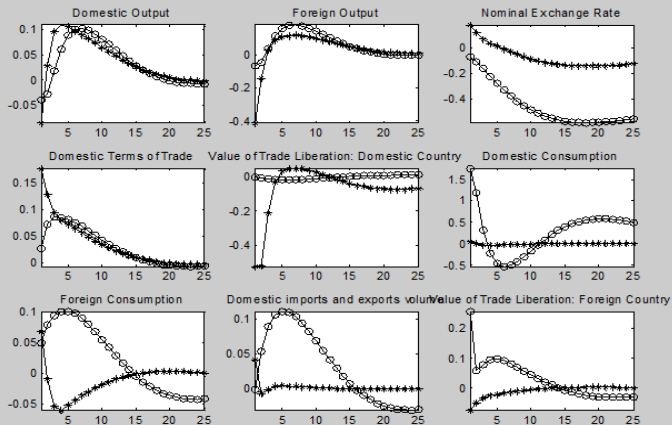 Domestic Output
Foreign Output
Nominal Exchange Rate
0.1
0.05
0
-0.05
5 10 15 20 25
0
-0.2
-0.4
5 10 15 20 25
0
-0.2
-0.4
5 10 15 20 25
Domestic Terms of Trade
Value of Trade Liberation: Domestic Country
Domestic Consumption
0.15
0.1
0.05
0
5 10 15 20 25
0
-0.2
-0.4
5 10 15 20 25
1.5
1.0
0.5
0
-0.5
5 10 15 20 25
Foreign Consumption
Domestic imports and exports volume
Value of Trade Liberation: Foreign Country
0.1
0.05
0
-0.05
5 10 15 20 25
0.1
0.05
0
5 10 15 20 25
0.2
0.1
0
5 10 15 20 25